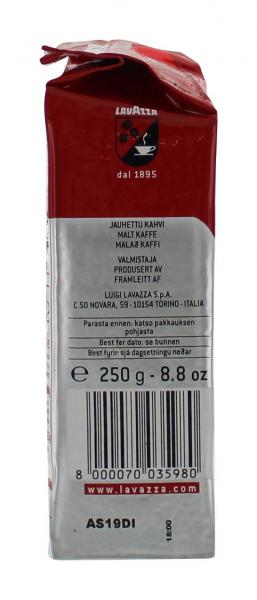 LAVAZZA
dal 1895
JAUHETTU KAHVI
MALT KAFFE
MALAÐ KAFFI
VALMISTAJA
PRODUSERT AV
FRAMLEITT AF
LUIGI LAVAZZA S.p.A.
C.SO NOVARA, 59 - 10154 TORINO - ITALIA
Parasta ennen: katso pakkauksen
pohjasta
Best før dato: se bunnen
Best fyrir: sjá dagsetningu neðar
℮ 250 g - 8.8 oz
8 000070 035980
www.lavazza.com
AS19DI
18:00